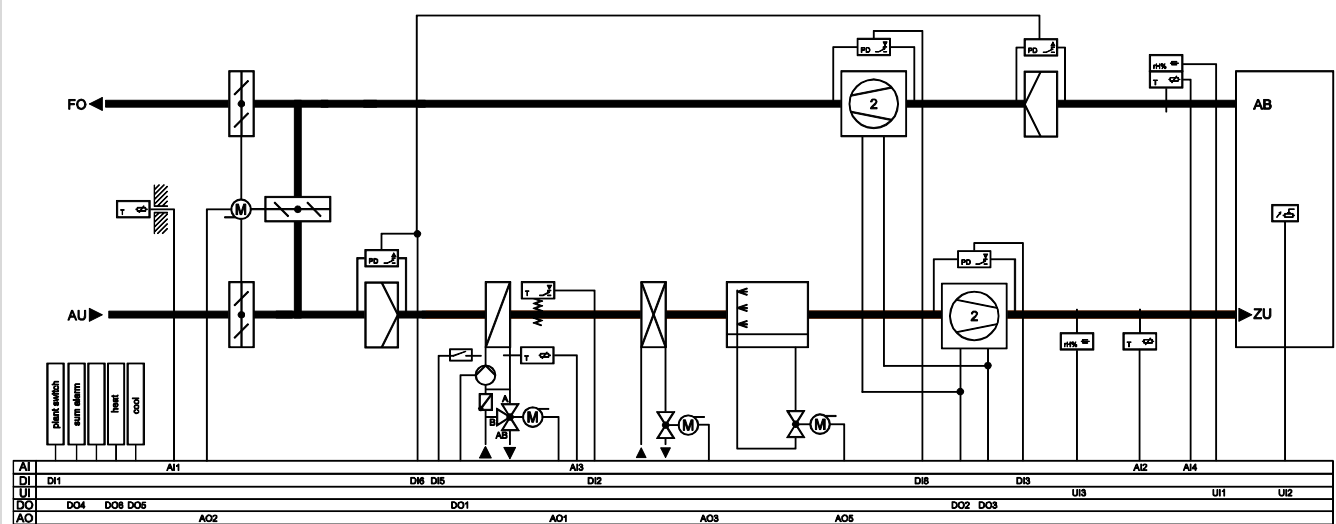 PD
PD
rH%
T
FO
2
AB
T
M
PD
PD
T
AU
2
ZU
rH%
T
T
plant switch
sum alarm
heat
cool
A
B
M
M
M
AB
AI AI1 AI3 AI2 AI4
DI DI1 DI6 DI5 DI2 DI8 DI3
UI UI3 UI1 UI2
DO DO4 DO6 DO5 DO1 DO2 DO3
AO AO2 AO1 AO3 AO5